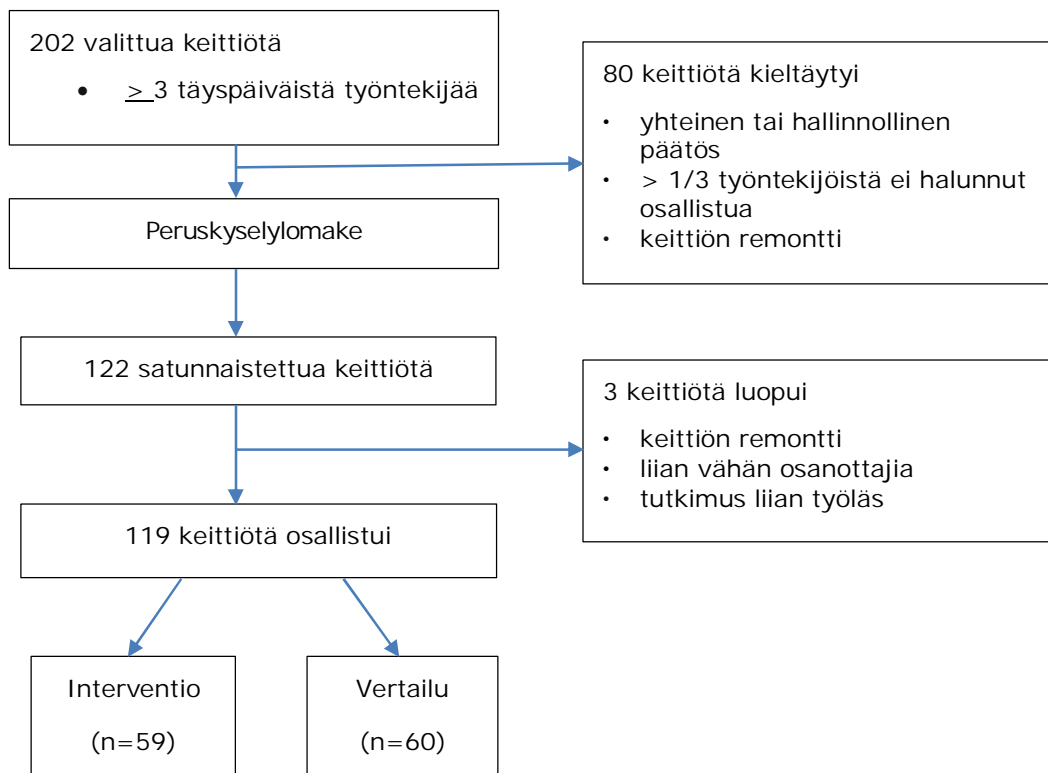 202 valittua keittiötä
• > 3 täyspäiväistä työntekijää
80 keittiötä kieltäytyi
• yhteinen tai hallinnollinen
päätös
• > 1/3 työntekijöistä ei halunnut
osallistua
• keittiön remontti
Peruskyselylomake
122 satunnaistettua keittiötä
3 keittiötä luopui
• keittiön remontti
• liian vähän osanottajia
• tutkimus liian työläs
119 keittiötä osallistui
Interventio
(n=59)
Vertailu
(n=60)